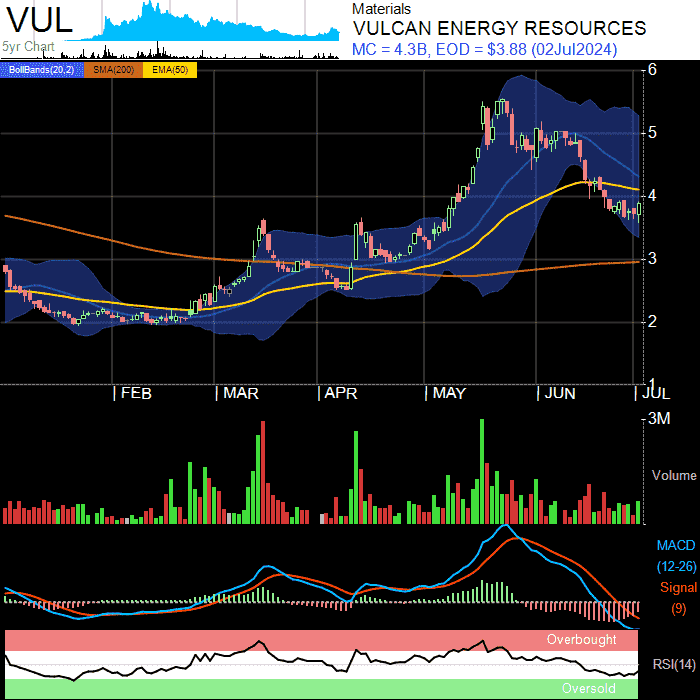 VUL
5yr Chart
Materials
VULCAN ENERGY RESOURCES
MC = 4.3B, EOD = $3.88 (02Jul2024)
BollBands(20,2) SMA(200) EMA(50)
6
5
4
3
2
1
FEB MAR APR MAY JUN JUL
3M
Volume
MACD
(12-26)
Signal
(9)
Overbought
RSI(14)
Oversold